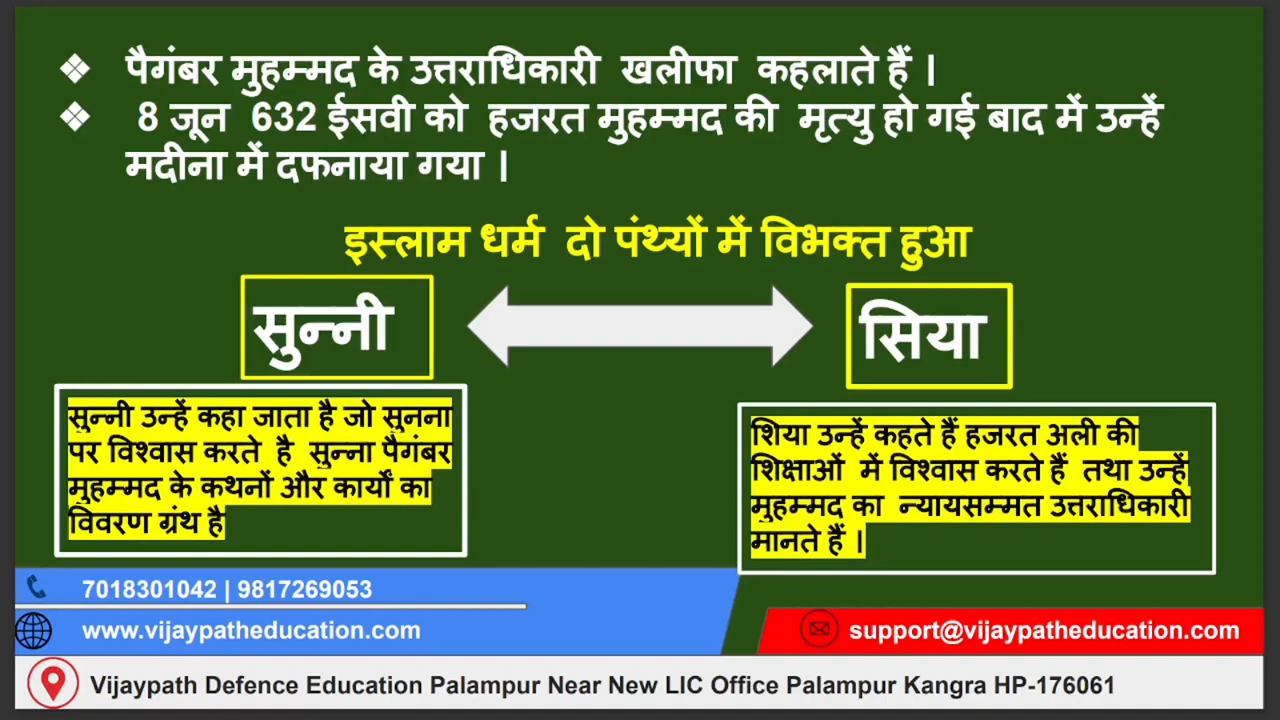 ❖ पैगंबर मुहम्मद के उत्तराधिकारी खलीफा कहलाते हैं ।
❖ 8 जून 632 ईसवी को हजरत मुहम्मद की मृत्यु हो गई बाद में उन्हें
मदीना में दफनाया गया ।
इस्लाम धर्म दो पंथ्यों में विभक्त हुआ
सुन्नी
सिया
सुन्नी उन्हें कहा जाता है जो सुनना
पर विश्वास करते है सुन्ना पैगंबर
मुहम्मद के कथनों और कार्यों का
विवरण ग्रंथ है
शिया उन्हें कहते हैं हजरत अली की
शिक्षाओं में विश्वास करते हैं तथा उन्हें
मुहम्मद का न्यायसम्मत उत्तराधिकारी
मानते हैं ।
7018301042 | 9817269053
www.vijaypatheducation.com
support@vijaypatheducation.com
Vijaypath Defence Education Palampur Near New LIC Office Palampur Kangra HP-176061